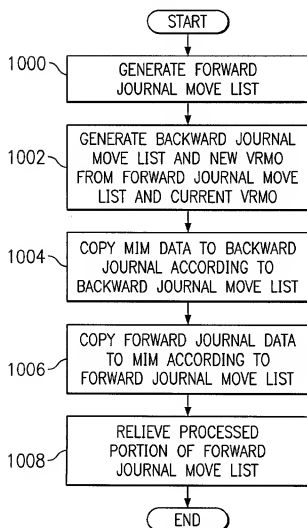 START
1000
GENERATE FORWARD
JOURNAL MOVE LIST
1002
GENERATE BACKWARD JOURNAL
MOVE LIST AND NEW VRMO
FROM FORWARD JOURNAL MOVE
LIST AND CURRENT VRMO
1004
COPY MIM DATA TO BACKWARD
JOURNAL ACCORDING TO
BACKWARD JOURNAL MOVE LIST
1006
COPY FORWARD JOURNAL DATA
TO MIM ACCORDING TO
FORWARD JOURNAL MOVE LIST
1008
RELIEVE PROCESSED
PORTION OF FORWARD
JOURNAL MOVE LIST
END